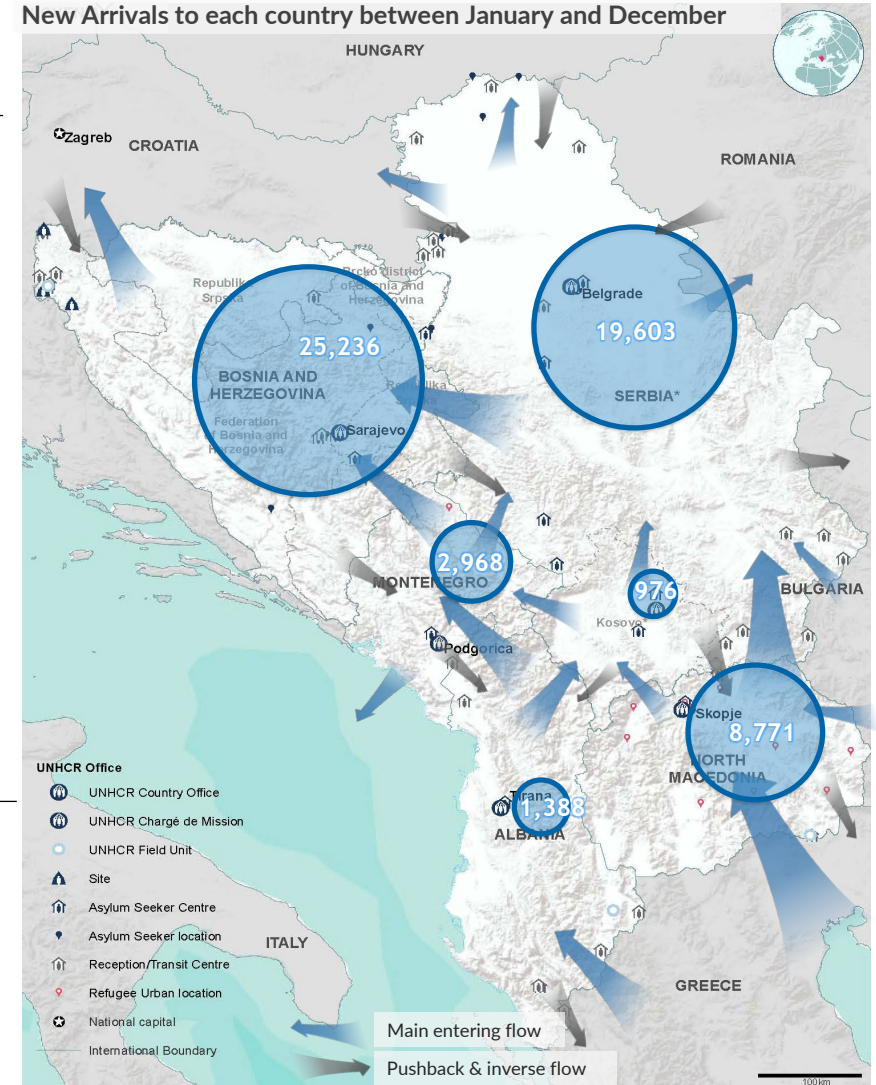 New Arrivals to each country between January and December
HUNGARY
Zagreb
CROATIA
ROMANIA
Republika
Srpska
Brcko district
of Bosnia and
Herzegovina
Belgrade
25,236
19,603
BOSNIA AND
HERZEGOVINA
SERBIA*
Federation
of Bosnia and
Herzegovina
Sarajevo
2,968
MONTENEGRO
976
BULGARIA
Kosovo*
Podgorica
Skopje
8,771
NORTH
MACEDONIA
Tirana
1,388
ALBANIA
UNHCR Office
UNHCR Country Office
UNHCR Chargé de Mission
UNHCR Field Unit
Site
Asylum Seeker Centre
Asylum Seeker location
Reception/Transit Centre
Refugee Urban location
National capital
International Boundary
ITALY
GREECE
Main entering flow
Pushback & inverse flow
100km